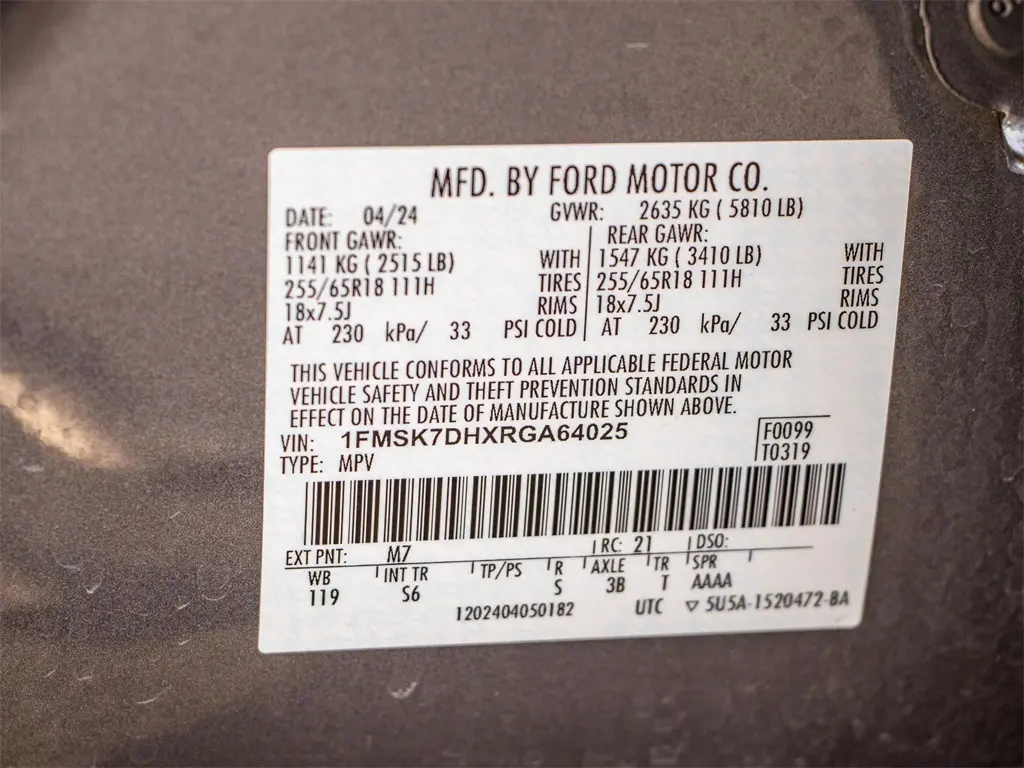 MFD. BY FORD MOTOR CO.
DATE: 04/24 GVWR: 2635 KG ( 5810 LB)
FRONT GAWR: REAR GAWR:
1141 KG ( 2515 LB) WITH 1547 KG ( 3410 LB) WITH
255/65R18 111H TIRES 255/65R18 111H TIRES
18x7.5J RIMS 18x7.5J RIMS
AT 230 kPa/ 33 PSI COLD AT 230 kPa/ 33 PSI COLD
THIS VEHICLE CONFORMS TO ALL APPLICABLE FEDERAL MOTOR
VEHICLE SAFETY AND THEFT PREVENTION STANDARDS IN
EFFECT ON THE DATE OF MANUFACTURE SHOWN ABOVE.
VIN: 1FMSK7DHXRGA64025 F0099
TYPE: MPV T0319
EXT PNT: M7 RC: 21 DSO:
WB INT TR TP/PS R AXLE TR SPR
119 S6 S 3B T AAAA
1202404050182 UTC ▽ 5U5A-1520472-BA